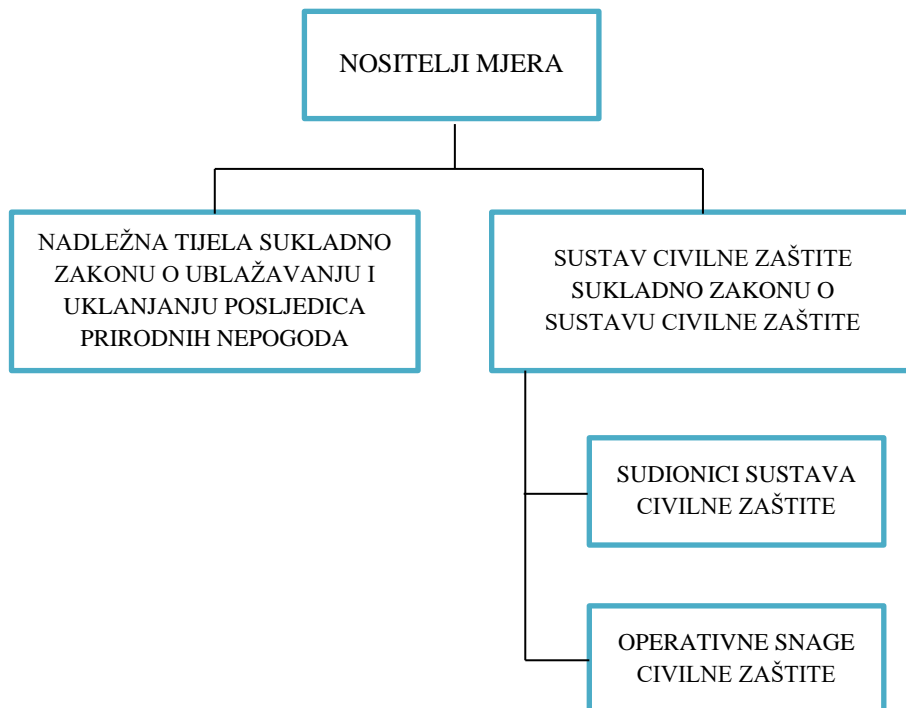 NOSITELJI MJERA
NADLEŽNA TIJELA SUKLADNO
ZAKONU O UBLAŽAVANJU I
UKLANJANJU POSLJEDICA
PRIRODNIH NEPOGODA
SUSTAV CIVILNE ZAŠTITE
SUKLADNO ZAKONU O
SUSTAVU CIVILNE ZAŠTITE
SUDIONICI SUSTAVA
CIVILNE ZAŠTITE
OPERATIVNE SNAGE
CIVILNE ZAŠTITE